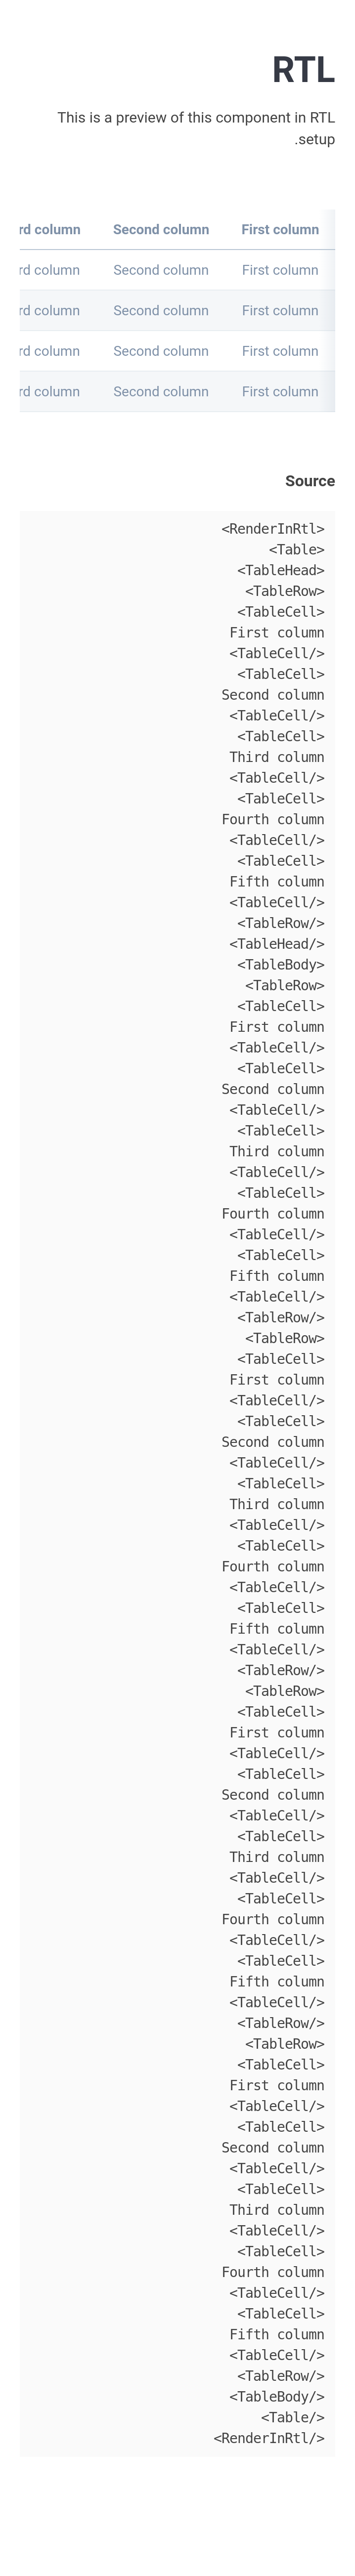 RTL
This is a preview of this component in RTL
.setup
rd column Second column First column
rd column Second column First column
rd column Second column First column
rd column Second column First column
rd column Second column First column
Source
<RenderInRtl>
<Table>
<TableHead>
<TableRow>
<TableCell>
First column
<TableCell/>
<TableCell>
Second column
<TableCell/>
<TableCell>
Third column
<TableCell/>
<TableCell>
Fourth column
<TableCell/>
<TableCell>
Fifth column
<TableCell/>
<TableRow/>
<TableHead/>
<TableBody>
<TableRow>
<TableCell>
First column
<TableCell/>
<TableCell>
Second column
<TableCell/>
<TableCell>
Third column
<TableCell/>
<TableCell>
Fourth column
<TableCell/>
<TableCell>
Fifth column
<TableCell/>
<TableRow/>
<TableRow>
<TableCell>
First column
<TableCell/>
<TableCell>
Second column
<TableCell/>
<TableCell>
Third column
<TableCell/>
<TableCell>
Fourth column
<TableCell/>
<TableCell>
Fifth column
<TableCell/>
<TableRow/>
<TableRow>
<TableCell>
First column
<TableCell/>
<TableCell>
Second column
<TableCell/>
<TableCell>
Third column
<TableCell/>
<TableCell>
Fourth column
<TableCell/>
<TableCell>
Fifth column
<TableCell/>
<TableRow/>
<TableRow>
<TableCell>
First column
<TableCell/>
<TableCell>
Second column
<TableCell/>
<TableCell>
Third column
<TableCell/>
<TableCell>
Fourth column
<TableCell/>
<TableCell>
Fifth column
<TableCell/>
<TableRow/>
<TableBody/>
<Table/>
<RenderInRtl/>